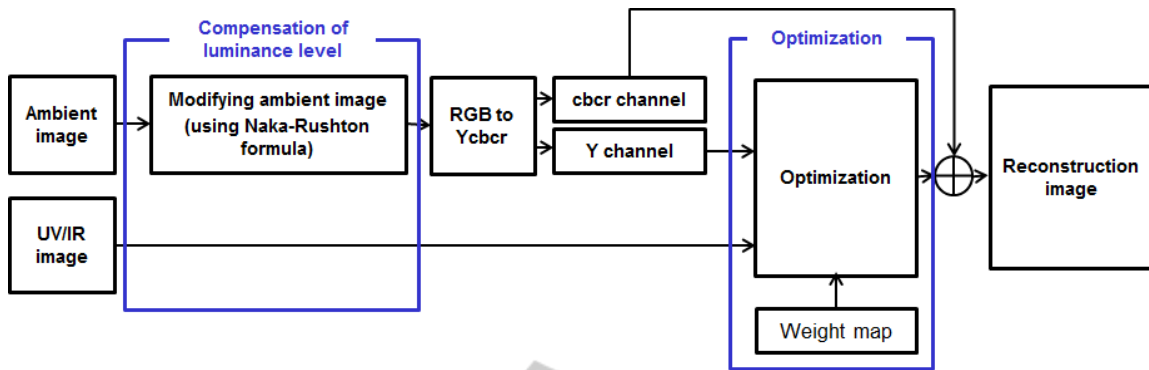 Compensation of
luminance level
Optimization
Ambient
image
Modifying ambient image
(using Naka-Rushton
formula)
RGB to
Ycbcr
cbcr channel
Y channel
Optimization
Reconstruction
image
UV/IR
image
Weight map